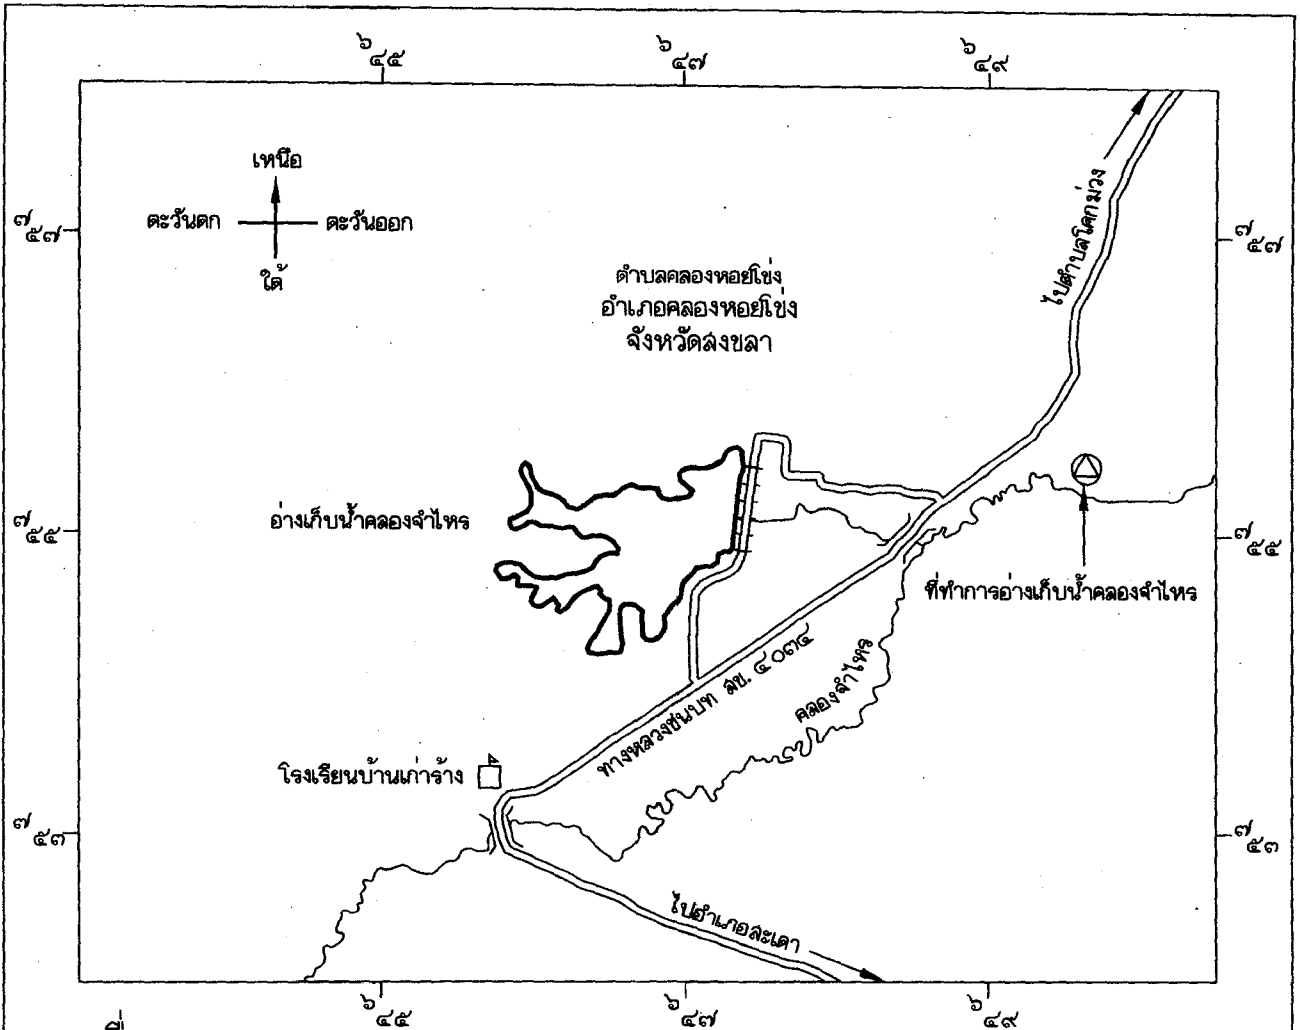 ๖๔๕ ๖๔๗ ๖๔๙
เหนือ
ตะวันตก ตะวันออก
ใต้
๗๕๗ ๗๕๗
ไปตำบลโคกม่วง
ตำบลคลองหอยโข่ง
อำเภอคลองหอยโข่ง
จังหวัดสงขลา
อ่างเก็บน้ำคลองจำไหร
๗๕๕ ๗๕๕
ที่ทำการอ่างเก็บน้ำคลองจำไหร
ทางหลวงชนบท สข. ๔๐๓๔
คลองจำไหร
โรงเรียนบ้านเก่าร้าง
๗๕๓ ๗๕๓
ไปอำเภอสะเดา
๖๔๕ ๖๔๗ ๖๔๙